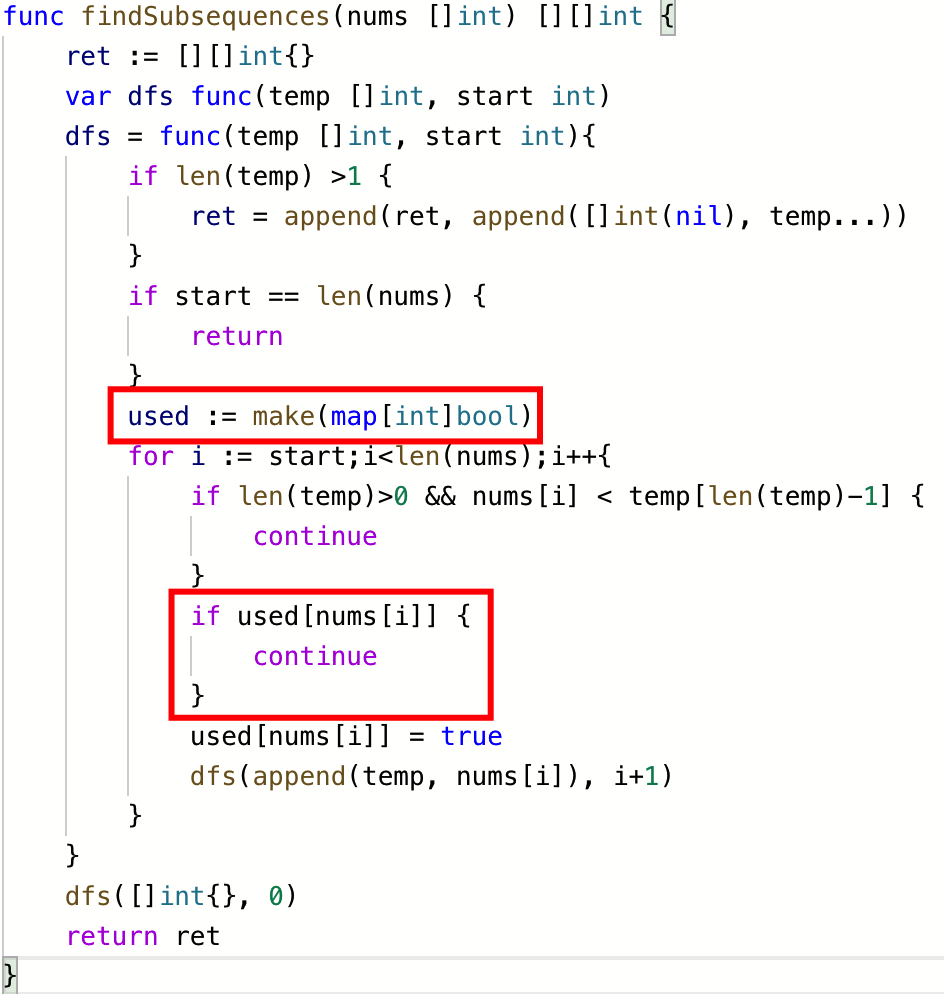 func findSubsequences(nums []int) [][]int {
    ret := [][]int{}
    var dfs func(temp []int, start int)
    dfs = func(temp []int, start int){
        if len(temp) >1 {
            ret = append(ret, append([]int(nil), temp...))
        }
        if start == len(nums) {
            return
        }
        used := make(map[int]bool)
        for i := start;i<len(nums);i++{
            if len(temp)>0 && nums[i] < temp[len(temp)-1] {
                continue
            }
            if used[nums[i]] {
                continue
            }
            used[nums[i]] = true
            dfs(append(temp, nums[i]), i+1)
        }
    }
    dfs([]int{}, 0)
    return ret
}